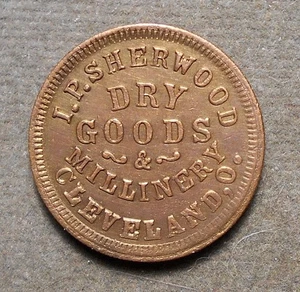 I.P. SHERWOOD
DRY
GOODS
&
MILLINERY
CLEVELAND, O.